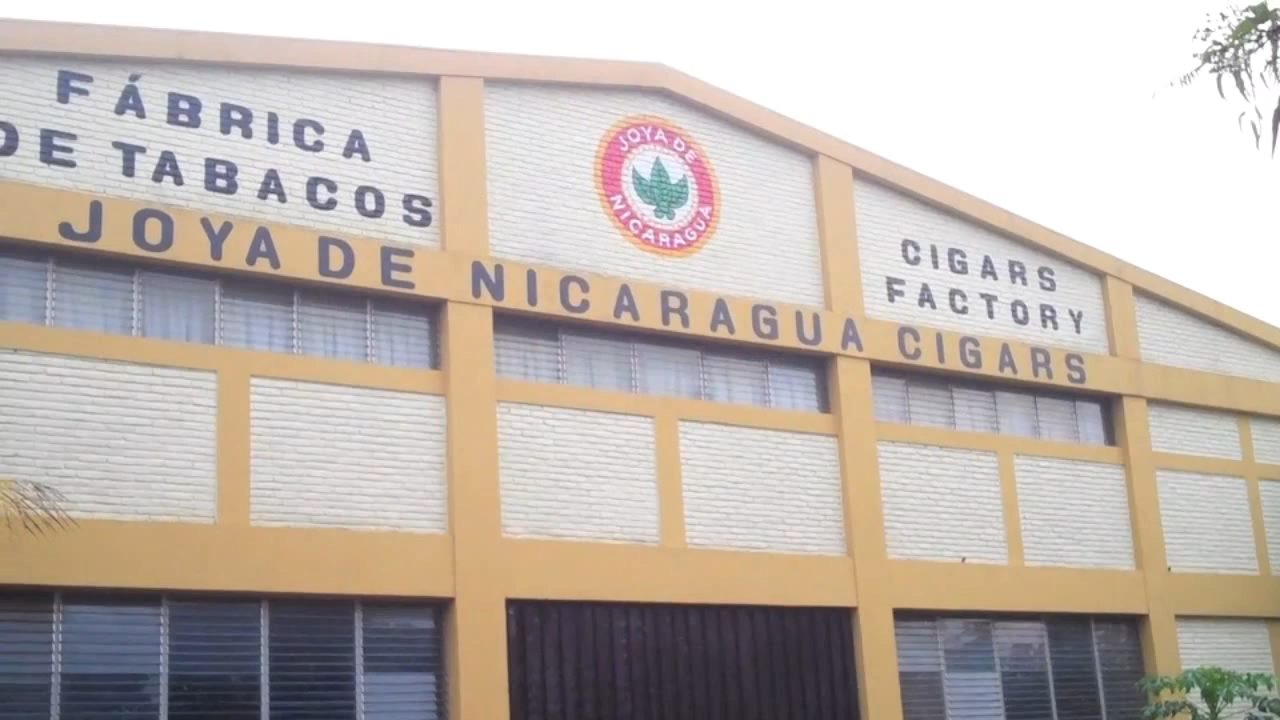 FÁBRICA
DE TABACOS
JOYA DE NICARAGUA CIGARS
JOYA DE
NICARAGUA
CIGARS
FACTORY